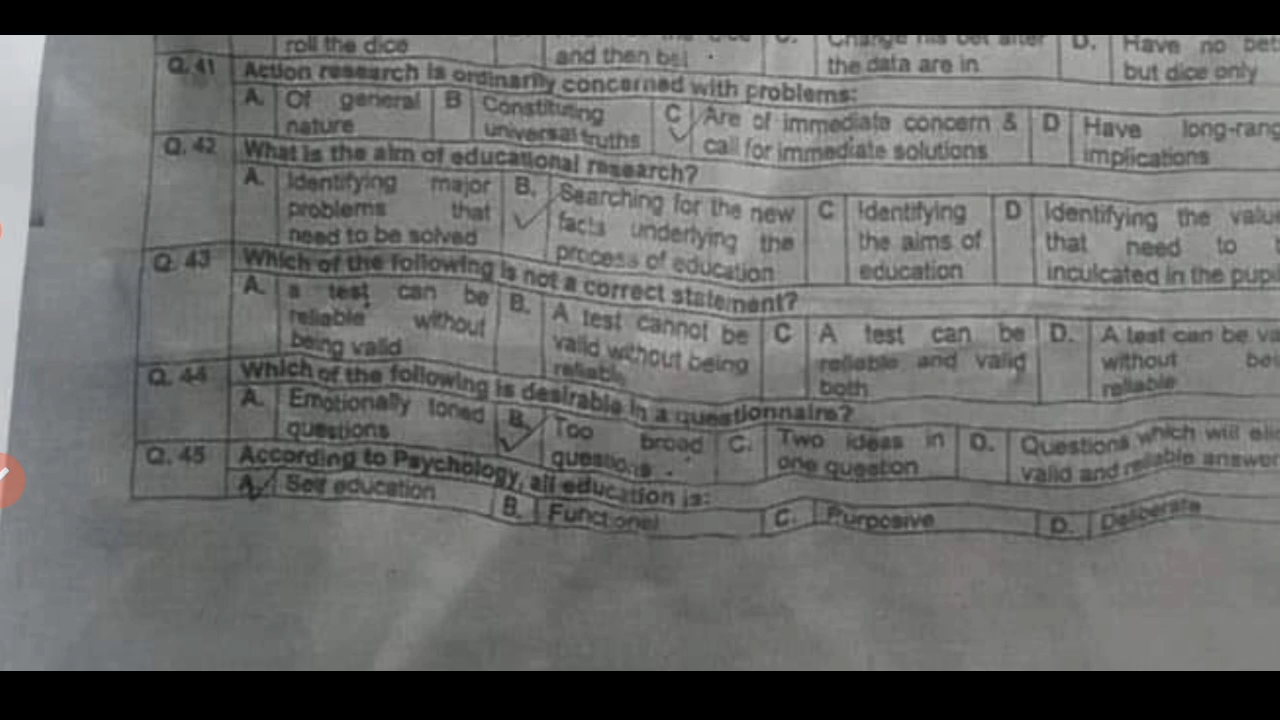 roll the dice and then bet the data are in but dice only
Change his bet after D. Have no bet
Q. 41 Action research is ordinarily concerned with problems:
A. Of general nature B Constituting universal truths C Are of immediate concern & call for immediate solutions D Have long-rang implications
Q. 42 What is the aim of educational research?
A. Identifying major problems that need to be solved B. Searching for the new facts underlying the process of education C Identifying the aims of education D Identifying the valu that need to inculcated in the pup
Q. 43 Which of the following is not a correct statement?
A. a test can be reliable without being valid B. A test cannot be valid without being reliable C A test can be reliable and valid both D. A test can be va without bei reliable
Q. 44 Which of the following is desirable in a questionnaire?
A. Emotionally toned questions B. Too broad questions C. Two ideas in one question D. Questions which will elic valid and reliable answer
Q. 45 According to Psychology, all education is:
A. Self education B. Functional C. Purposive D. Deliberate